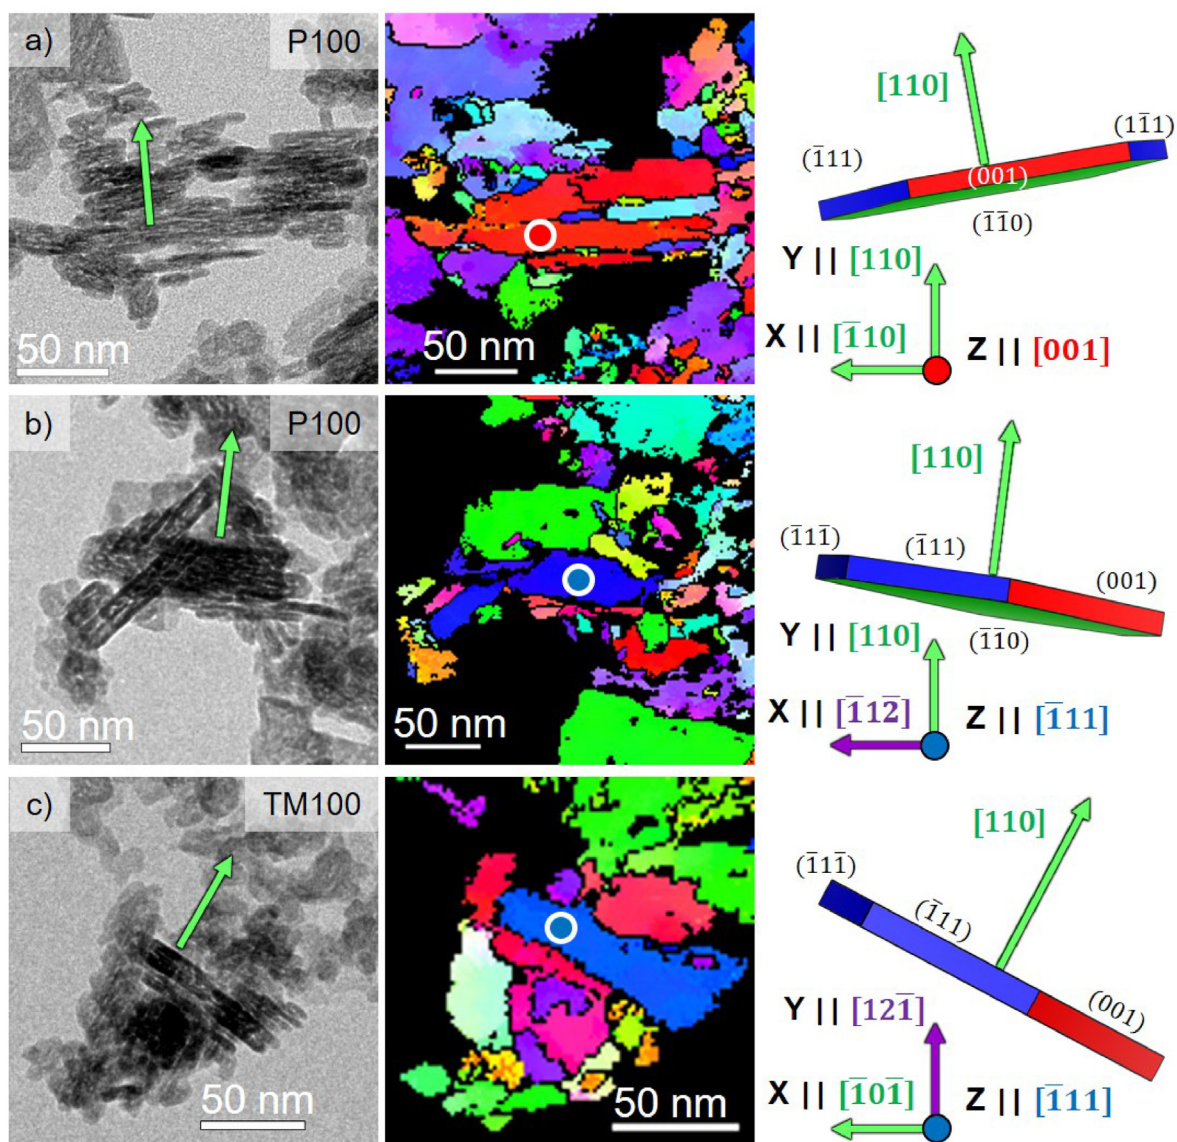 a)
P100
50 nm
50 nm
[110]
(1̅11)
(11̅1)
(001)
(1̅1̅0)
Y || [110]
X || [1̅10]
Z || [001]
b)
P100
50 nm
50 nm
[110]
(1̅11̅)
(1̅11)
(001)
(1̅1̅0)
Y || [110]
X || [1̅12̅]
Z || [1̅11]
c)
TM100
50 nm
50 nm
[110]
(1̅11̅)
(1̅11)
(001)
Y || [121̅]
X || [1̅01̅]
Z || [1̅11]